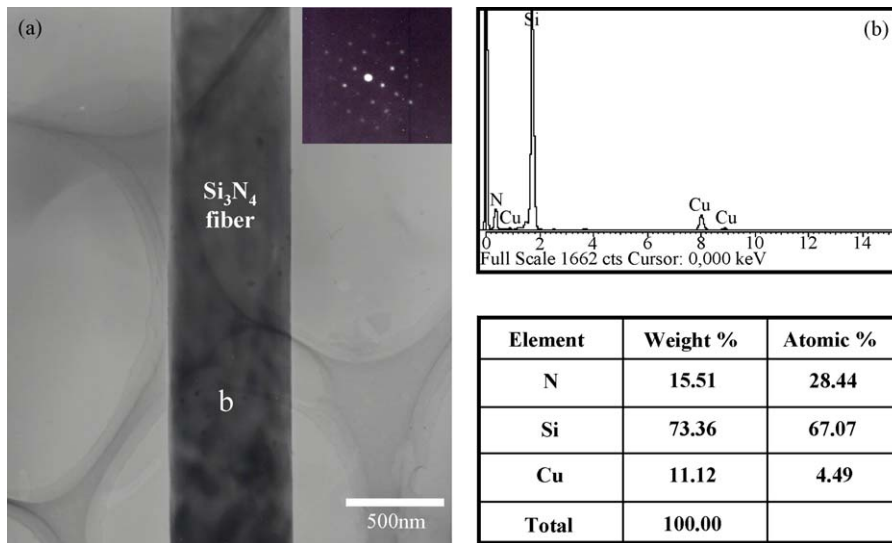 (a)
Si₃N₄
fiber
b
500nm
(b)
Si
N
Cu
Cu
Cu
0 2 4 6 8 10 12 14
Full Scale 1662 cts Cursor: 0,000 keV
Element Weight % Atomic %
N 15.51 28.44
Si 73.36 67.07
Cu 11.12 4.49
Total 100.00